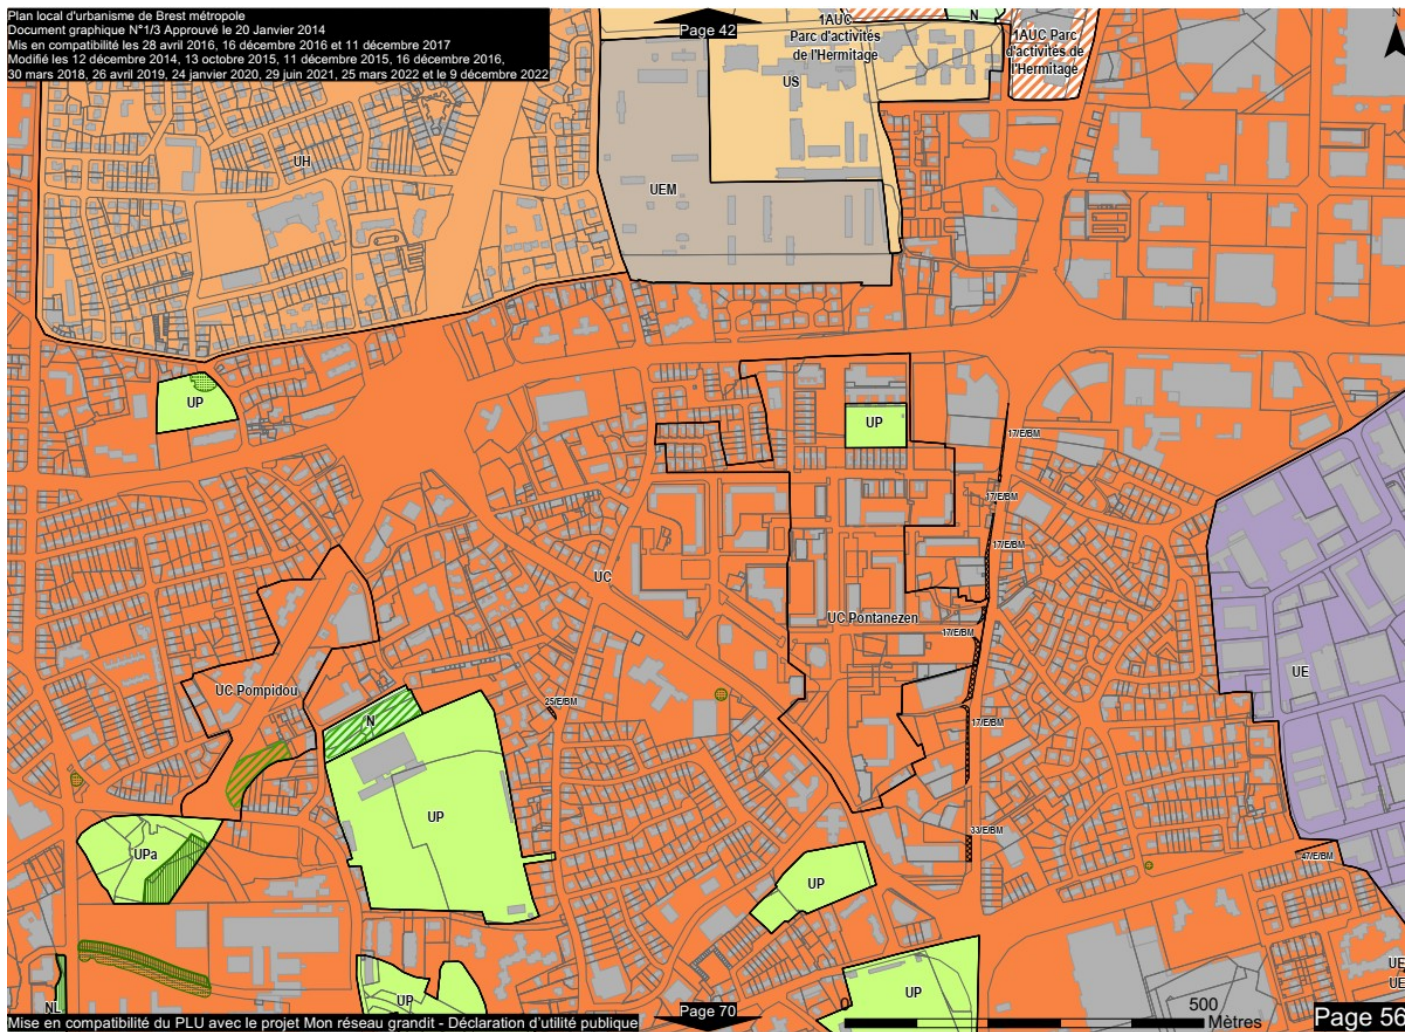 Plan local d'urbanisme de Brest métropole
Document graphique N°1/3 Approuvé le 20 Janvier 2014
Mis en compatibilité les 28 avril 2016, 16 décembre 2016 et 11 décembre 2017
Modifié les 12 décembre 2014, 13 octobre 2015, 11 décembre 2015, 16 décembre 2016,
30 mars 2018, 26 avril 2019, 24 janvier 2020, 29 juin 2021, 25 mars 2022 et le 9 décembre 2022
Page 42
1AUC
Parc d'activités
de l'Hermitage
N
1AUC Parc
d'activités de
l'Hermitage
US
UH
UEM
UP
UP
17/E/BM
17/E/BM
17/E/BM
UC
UC Pontanezen
17/E/BM
UE
UC Pompidou
25/E/BM
N
17/E/BM
UP
33/E/BM
UPa
47/E/BM
UP
UE
UE
UP
UP
NL
0
500
Mètres
Page 70
Mise en compatibilité du PLU avec le projet Mon réseau grandit - Déclaration d'utilité publique
Page 56